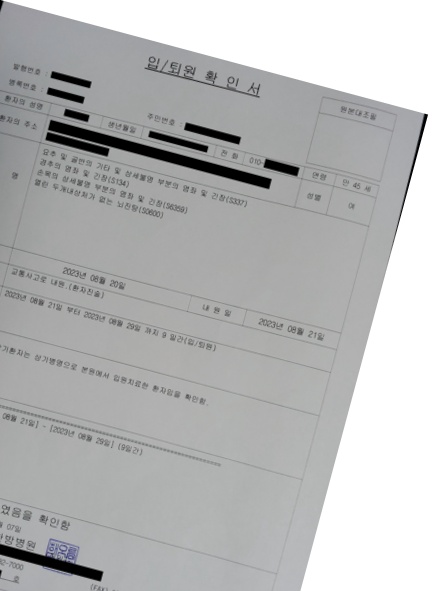 입/퇴원 확 인 서
원본대조필
발행번호 :
병록번호 :
주민번호 :
환자의 성명
생년월일
전 화 010-
연령 만 45 세
환자의 주소
성별 여
명
요추 및 골반의 기타 및 상세불명 부분의 염좌 및 긴장(S337)
경추의 염좌 및 긴장(S134)
손목의 상세불명 부분의 염좌 및 긴장(S6359)
열린 두개내상처가 없는 뇌진탕(S0600)
2023년 08월 20일
내 원 일 2023년 08월 21일
교통사고로 내원.(환자진술)
2023년 08월 21일 부터 2023년 08월 29일 까지 9 일간(입/퇴원)
기환자는 상기병명으로 본원에서 입원치료한 환자임을 확인함.
08월 21일] - [2023년 08월 29일] (9일간)
였음을 확인함
07일
방병원
92-7000
호
(FAX)